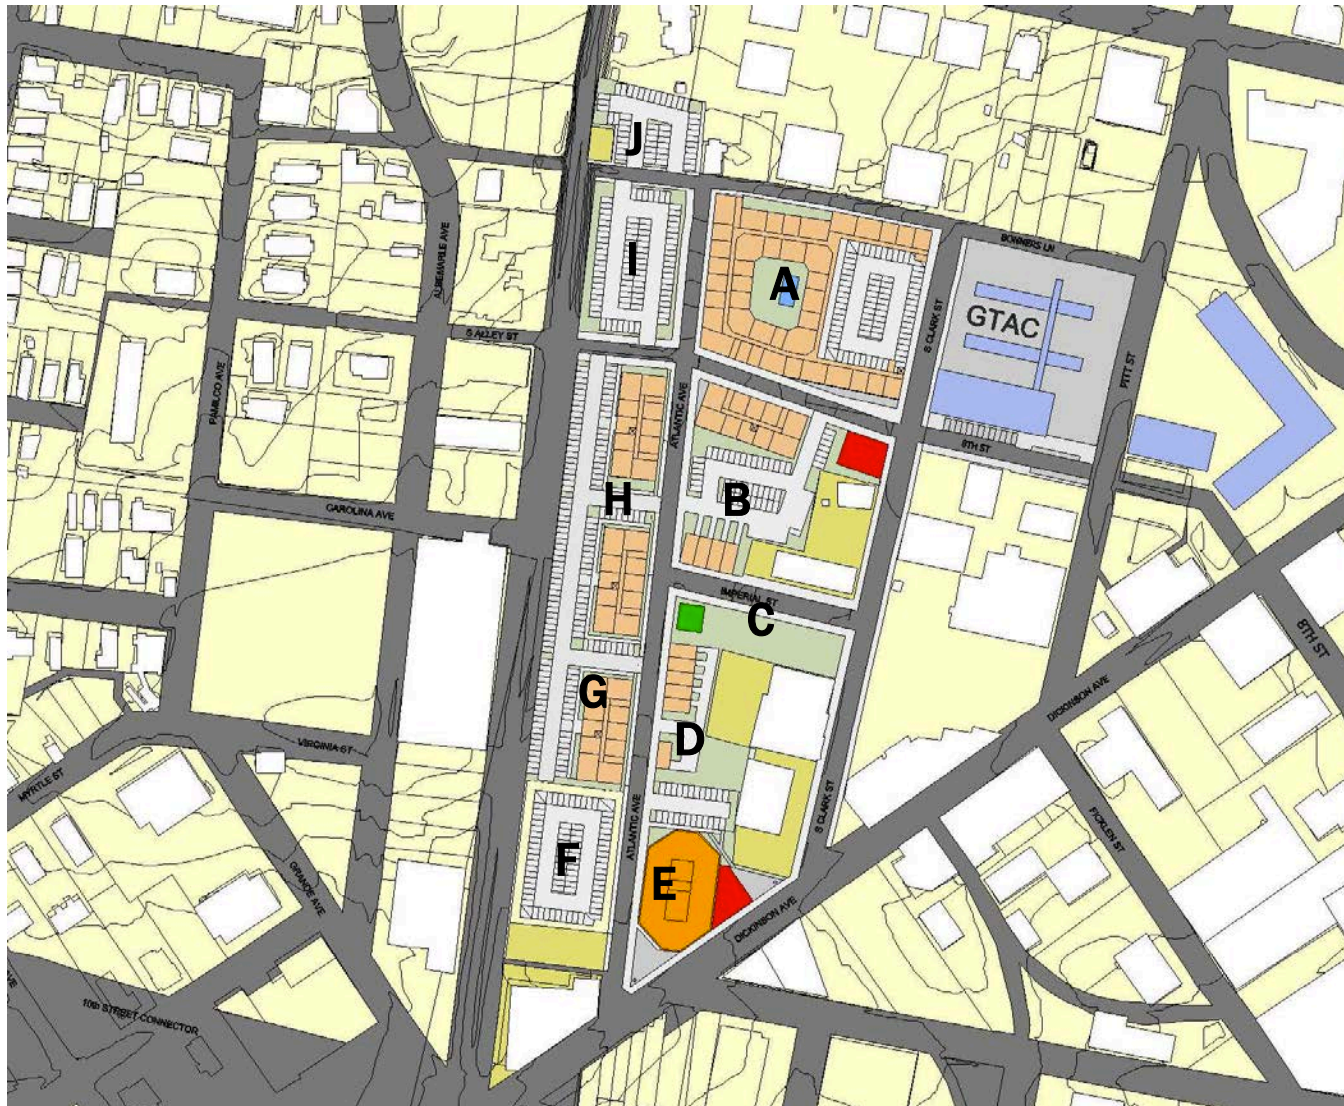 J
I
A
BONNERS LN
GTAC
ALBEMARLE AVE
S ALLEY ST
S CLARK ST
PITT ST
PAMLICO AVE
ATLANTIC AVE
8TH ST
H
B
CAROLINA AVE
IMPERIAL ST
C
8TH ST
G
DICKINSON AVE
D
VIRGINIA ST
MYRTLE ST
ATLANTIC AVE
S CLARK ST
FICKLEN ST
F
E
GRANDE AVE
DICKINSON AVE
AVE
10th STREET CONNECTOR